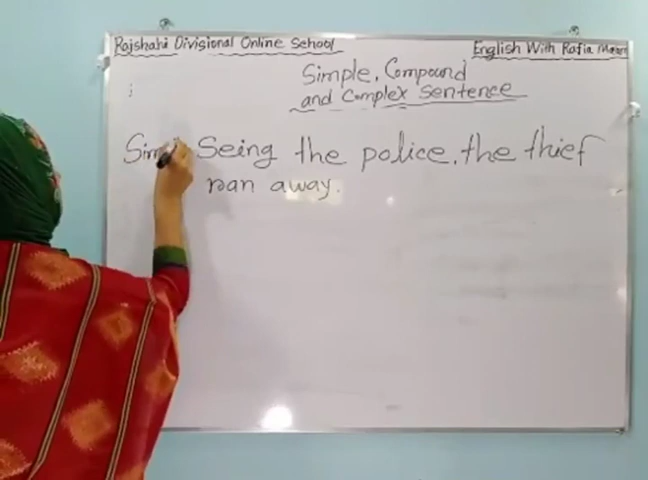 Rajshahi Divisional Online School
English With Rafia Mam
Simple, Compound
and Complex Sentence
Sim Seing the police, the thief
ran away.